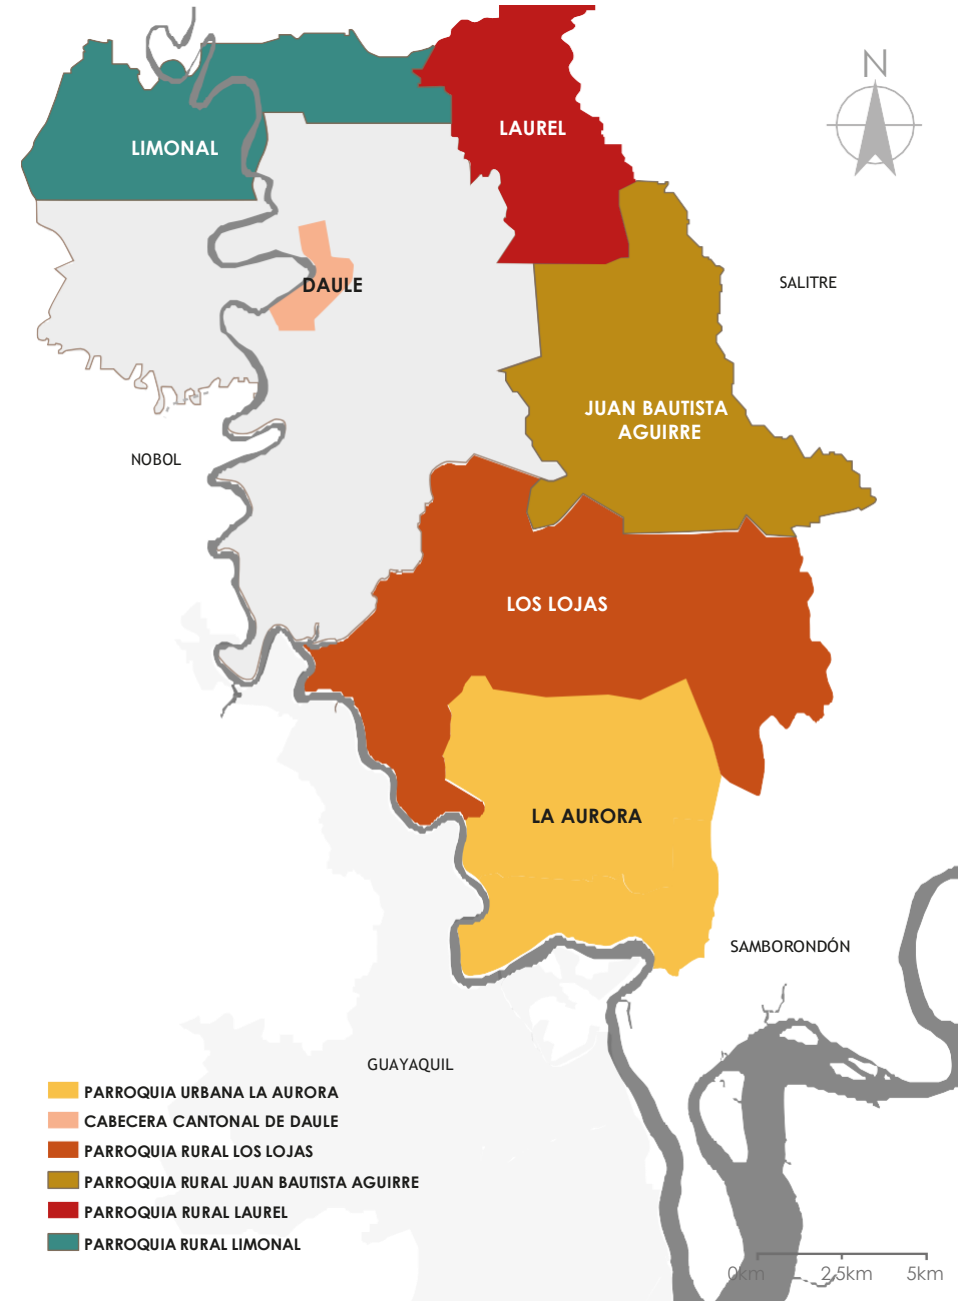 N
LAUREL
LIMONAL
SALITRE
DAULE
JUAN BAUTISTA
AGUIRRE
NOBOL
LOS LOJAS
LA AURORA
SAMBORONDÓN
GUAYAQUIL
PARROQUIA URBANA LA AURORA
CABECERA CANTONAL DE DAULE
PARROQUIA RURAL LOS LOJAS
PARROQUIA RURAL JUAN BAUTISTA AGUIRRE
PARROQUIA RURAL LAUREL
PARROQUIA RURAL LIMONAL
0km 2,5km 5km